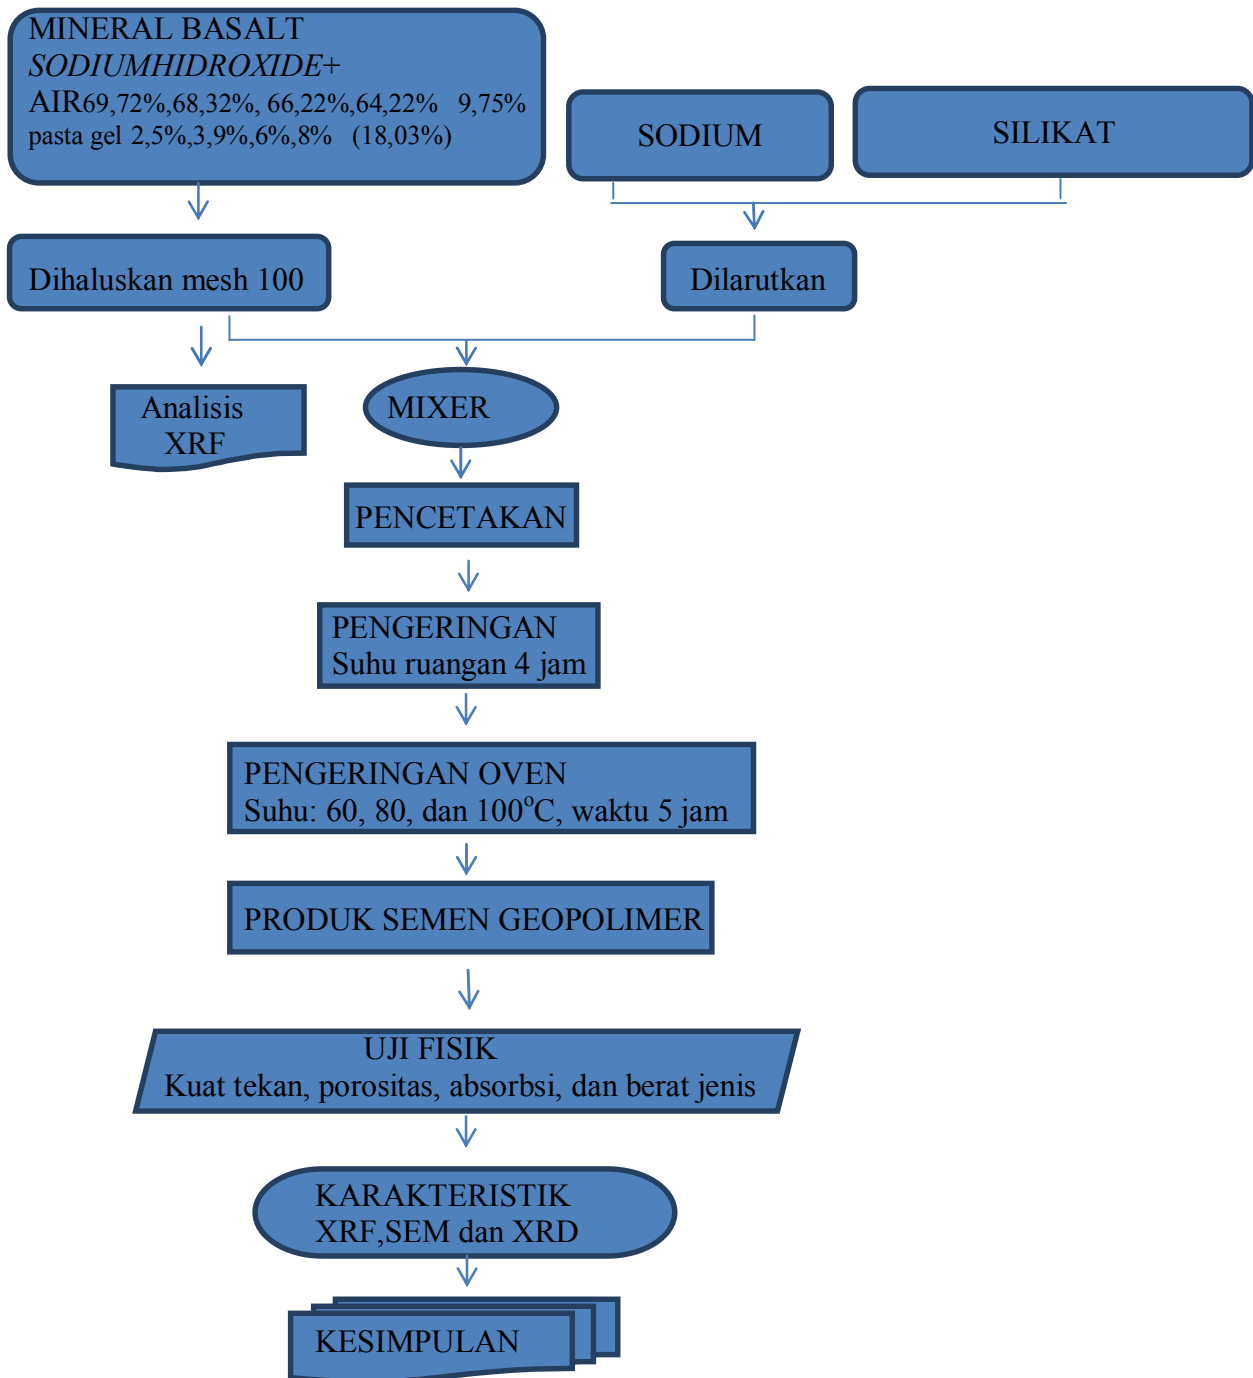 MINERAL BASALT
SODIUMHIDROXIDE+
AIR69,72%,68,32%, 66,22%,64,22% 9,75%
pasta gel 2,5%,3,9%,6%,8% (18,03%)
SODIUM
SILIKAT
Dihaluskan mesh 100
Dilarutkan
Analisis
XRF
MIXER
PENCETAKAN
PENGERINGAN
Suhu ruangan 4 jam
PENGERINGAN OVEN
Suhu: 60, 80, dan 100°C, waktu 5 jam
PRODUK SEMEN GEOPOLIMER
UJI FISIK
Kuat tekan, porositas, absorbsi, dan berat jenis
KARAKTERISTIK
XRF,SEM dan XRD
KESIMPULAN